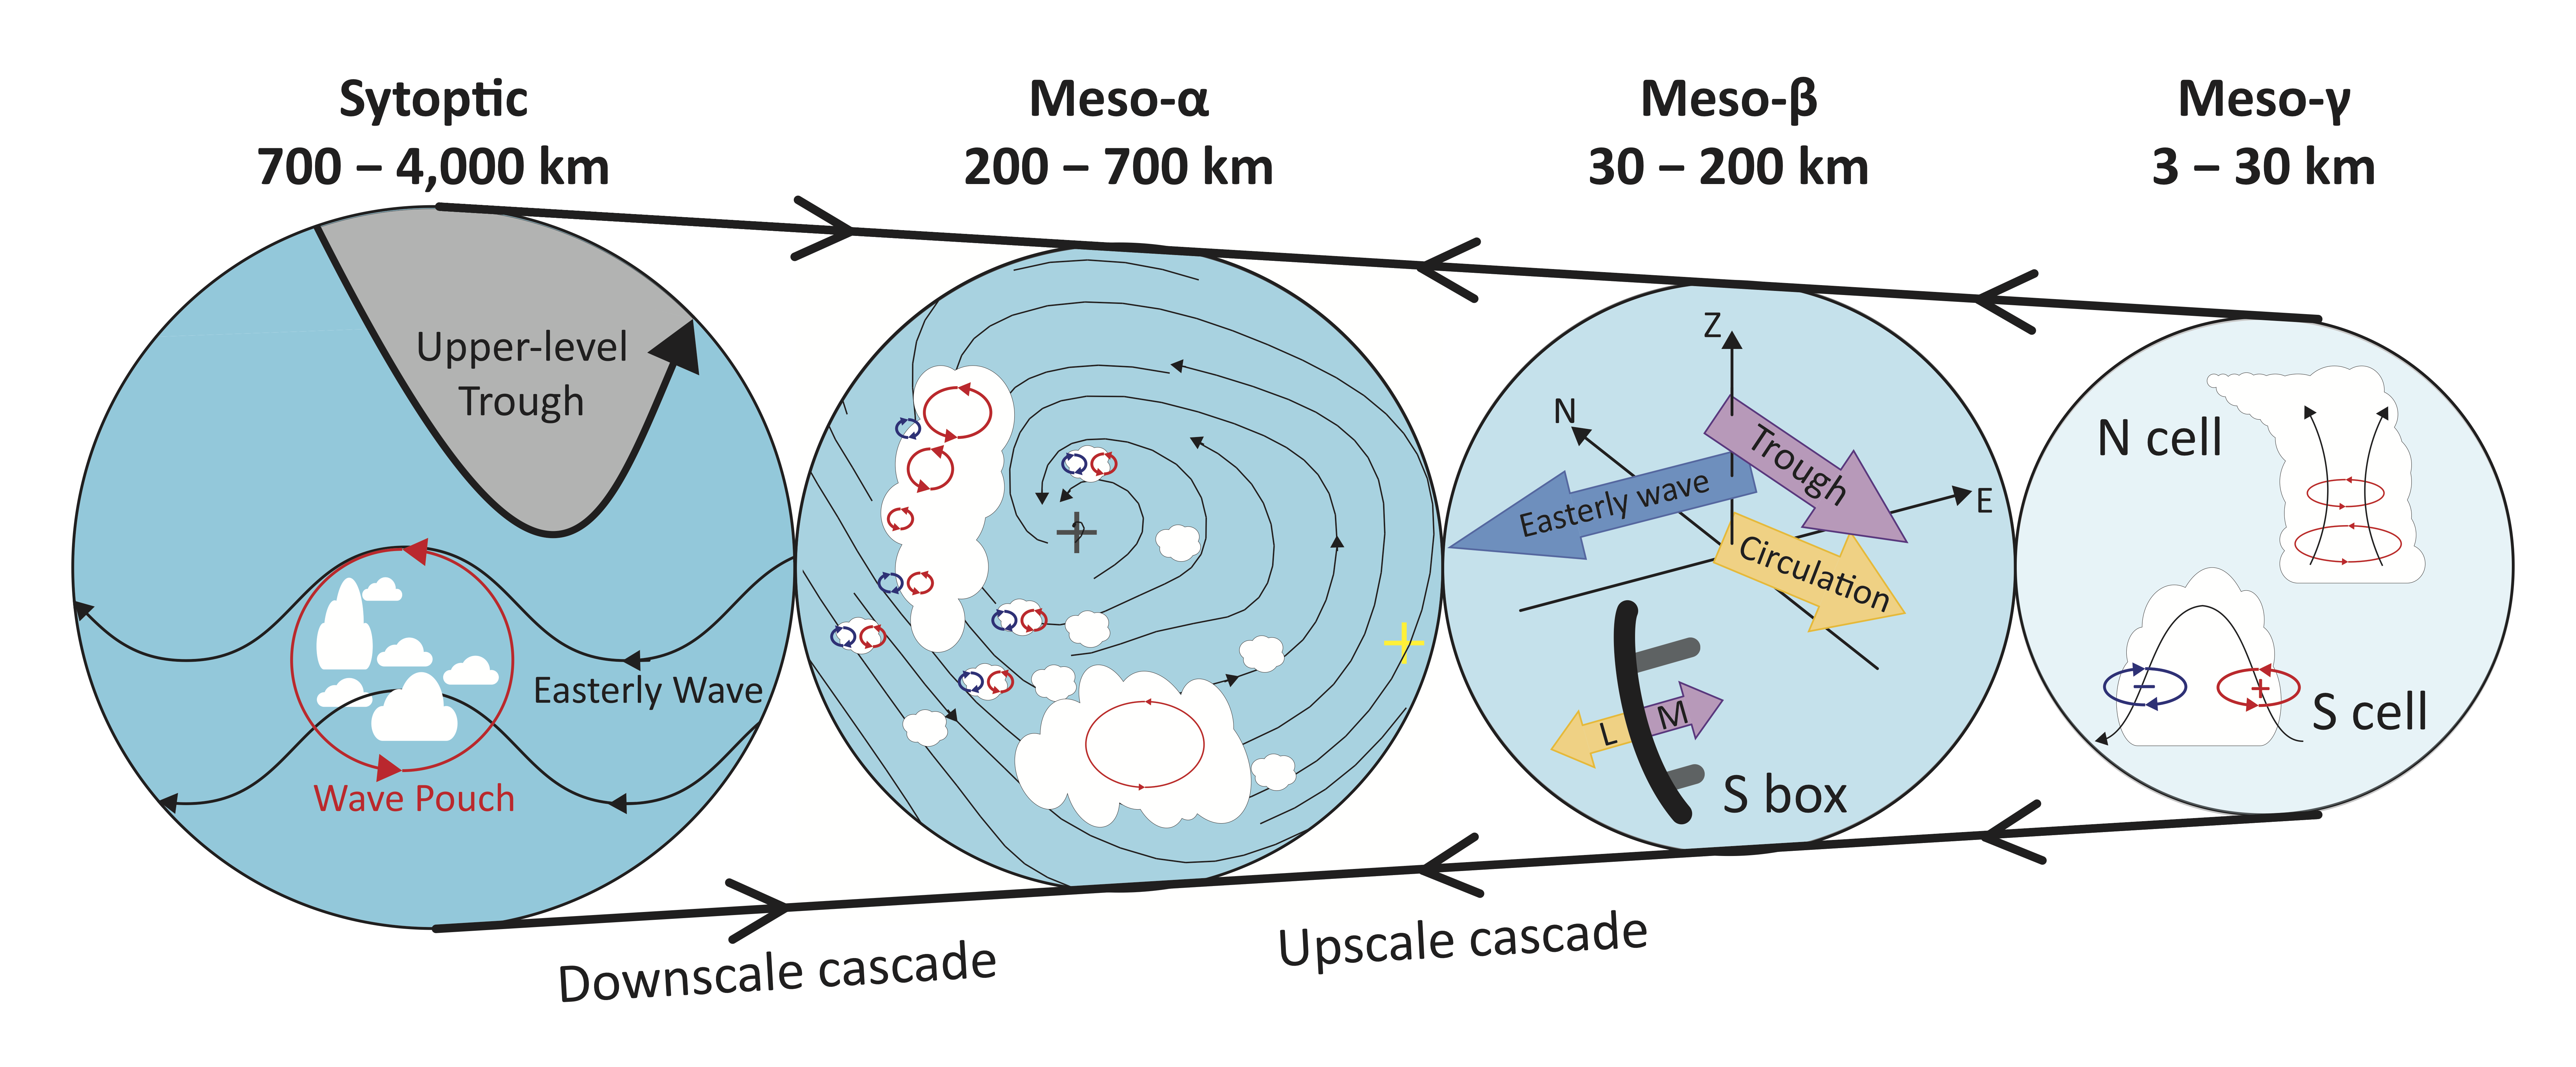 Sytoptic
700 – 4,000 km
Meso-α
200 – 700 km
Meso-β
30 – 200 km
Meso-γ
3 – 30 km
Upper-level
Trough
Easterly Wave
Wave Pouch
Z
N
E
Trough
Easterly wave
Circulation
L
M
S box
N cell
S cell
−
+
Downscale cascade
Upscale cascade